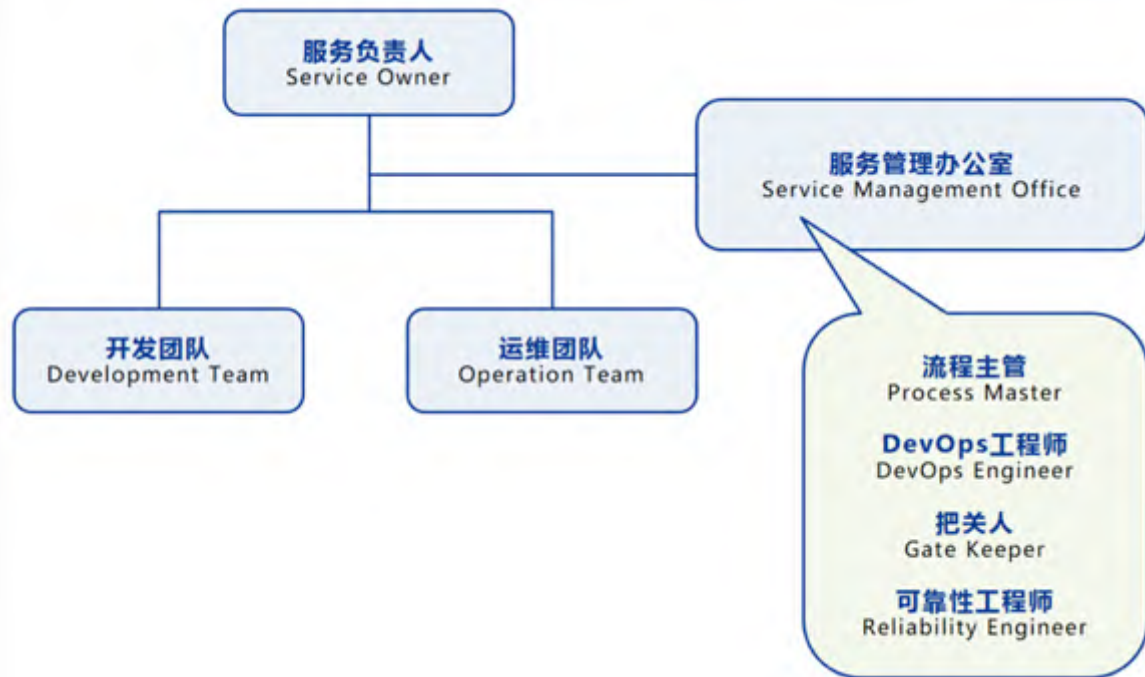 服务负责人
Service Owner
服务管理办公室
Service Management Office
开发团队
Development Team
运维团队
Operation Team
流程主管
Process Master
DevOps工程师
DevOps Engineer
把关人
Gate Keeper
可靠性工程师
Reliability Engineer